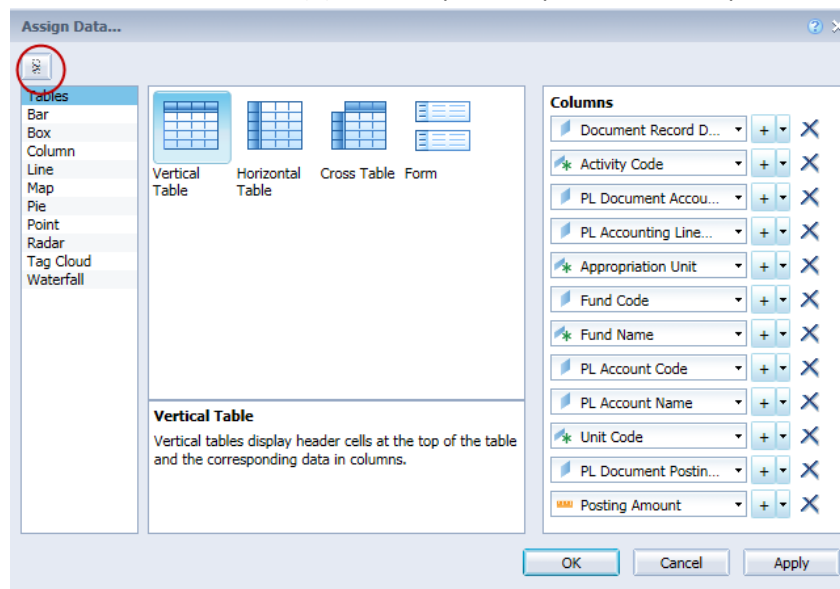 Assign Data...
Tables
Bar
Box
Column
Line
Map
Pie
Point
Radar
Tag Cloud
Waterfall
Vertical Table
Horizontal Table
Cross Table
Form
Vertical Table
Vertical tables display header cells at the top of the table
and the corresponding data in columns.
Columns
Document Record D...
Activity Code
PL Document Accou...
PL Accounting Line...
Appropriation Unit
Fund Code
Fund Name
PL Account Code
PL Account Name
Unit Code
PL Document Postin...
Posting Amount
OK Cancel Apply